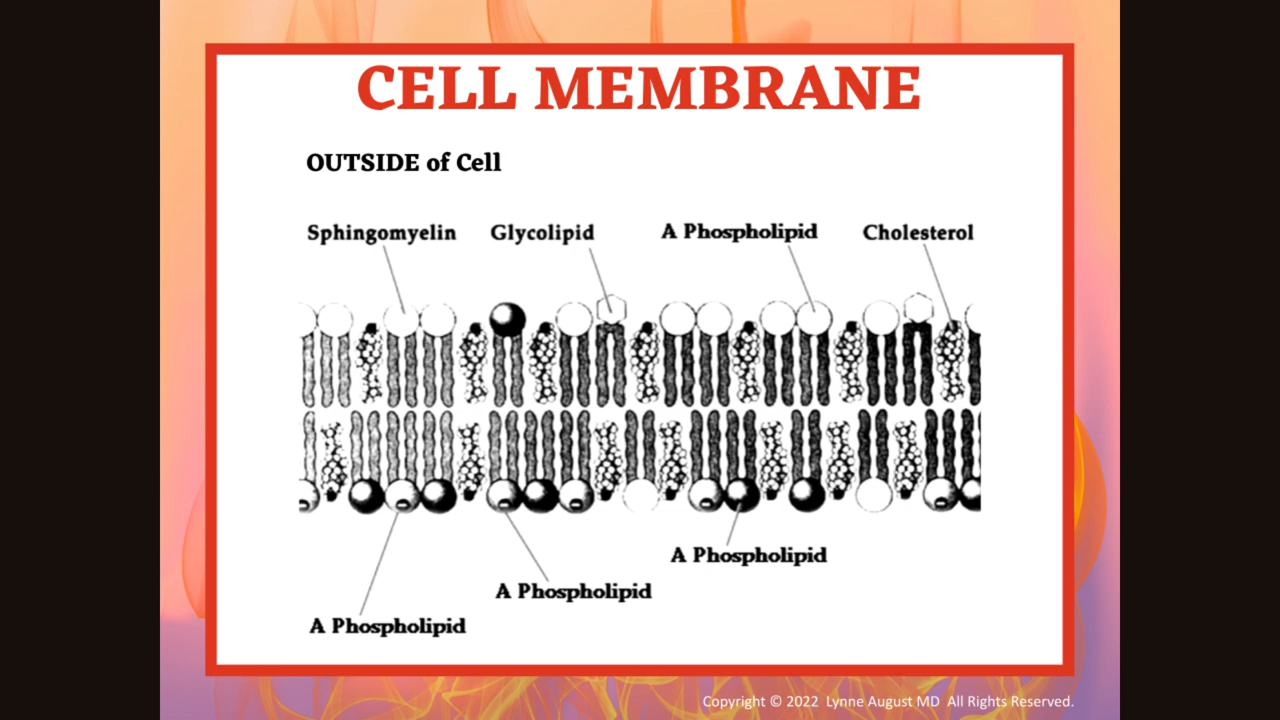 CELL MEMBRANE
OUTSIDE of Cell
Sphingomyelin Glycolipid A Phospholipid Cholesterol
A Phospholipid
A Phospholipid
A Phospholipid
Copyright © 2022 Lynne August MD All Rights Reserved.